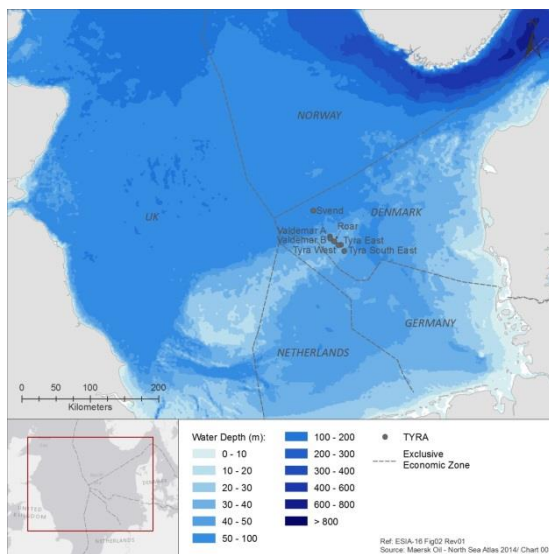 NORWAY
Svend
DENMARK
UK
Roar
Valdemar A
Valdemar B
Tyra East
Tyra West
Tyra South East
GERMANY
NETHERLANDS
0 50 100 200
Kilometers
Water Depth (m):
0 - 10
10 - 20
20 - 30
30 - 40
40 - 50
50 - 100
100 - 200
200 - 300
300 - 400
400 - 600
600 - 800
> 800
TYRA
Exclusive
Economic Zone
UNITED
KINGDOM
NETHERLANDS
Ref: ESIA-16 Fig02 Rev01
Source: Maersk Oil - North Sea Atlas 2014/ Chart 00